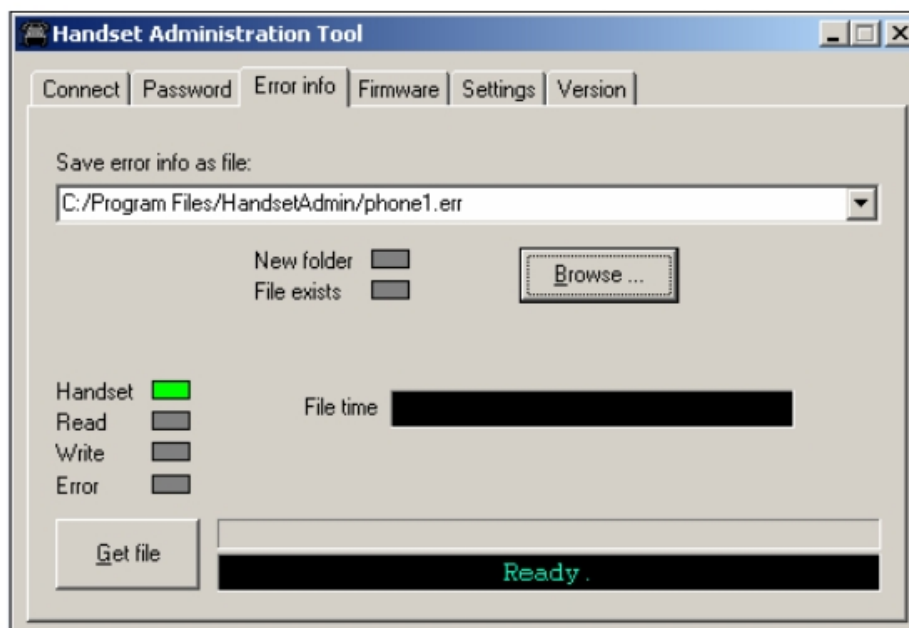 Handset Administration Tool
Connect Password Error info Firmware Settings Version
Save error info as file:
C:/Program Files/HandsetAdmin/phone1.err
New folder
File exists
Browse ...
Handset
Read
Write
Error
File time
Get file
Ready.